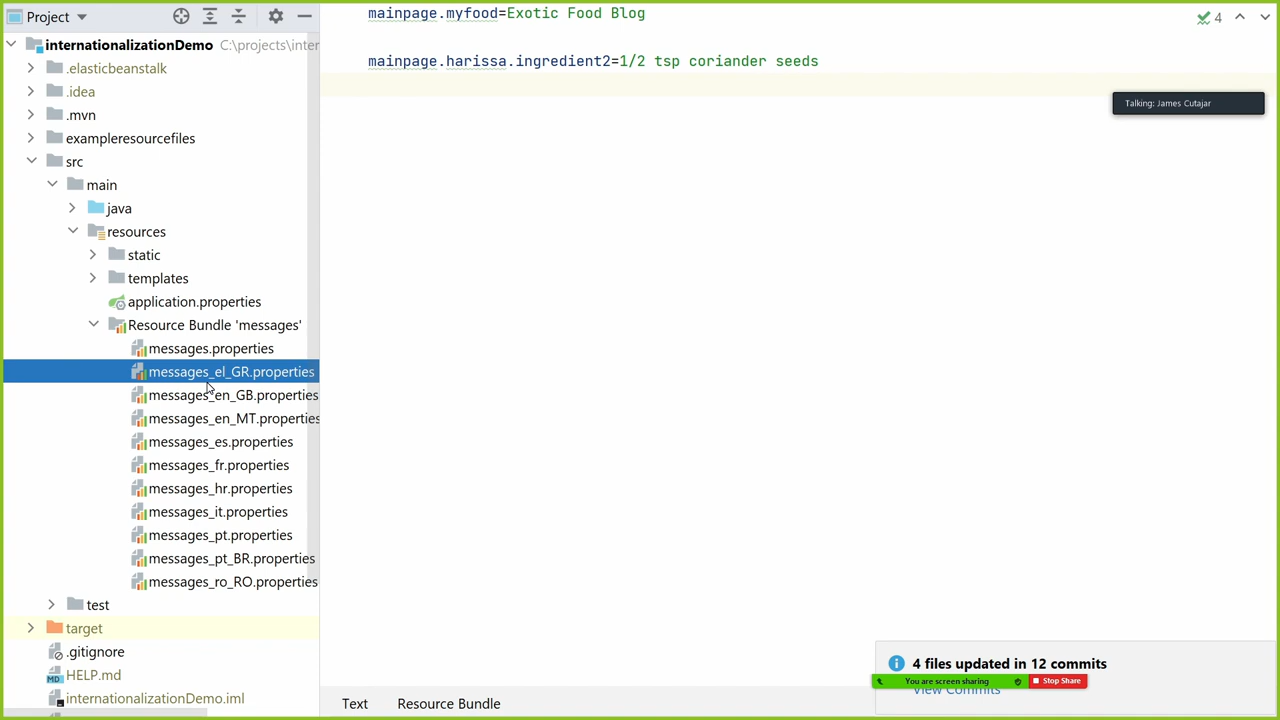 Project
internationalizationDemo C:\projects\inter
.elasticbeanstalk
.idea
.mvn
exampleresourcefiles
src
main
java
resources
static
templates
application.properties
Resource Bundle 'messages'
messages.properties
messages_el_GR.properties
messages_en_GB.properties
messages_en_MT.properties
messages_es.properties
messages_fr.properties
messages_hr.properties
messages_it.properties
messages_pt.properties
messages_pt_BR.properties
messages_ro_RO.properties
test
target
.gitignore
MD HELP.md
internationalizationDemo.iml
mainpage.myfood=Exotic Food Blog
mainpage.harissa.ingredient2=1/2 tsp coriander seeds
4
Talking: James Cutajar
4 files updated in 12 commits
You are screen sharing Stop Share
View Commits
Text Resource Bundle